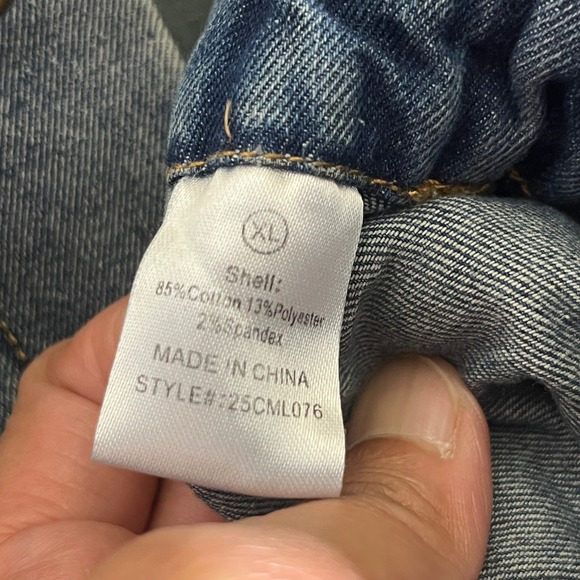 XL
Shell:
85%Cotton 13%Polyester
2%Spandex
MADE IN CHINA
STYLE#:25CML076